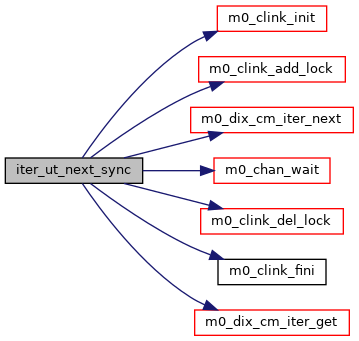 m0_clink_init
m0_clink_add_lock
m0_dix_cm_iter_next
iter_ut_next_sync
m0_chan_wait
m0_clink_del_lock
m0_clink_fini
m0_dix_cm_iter_get